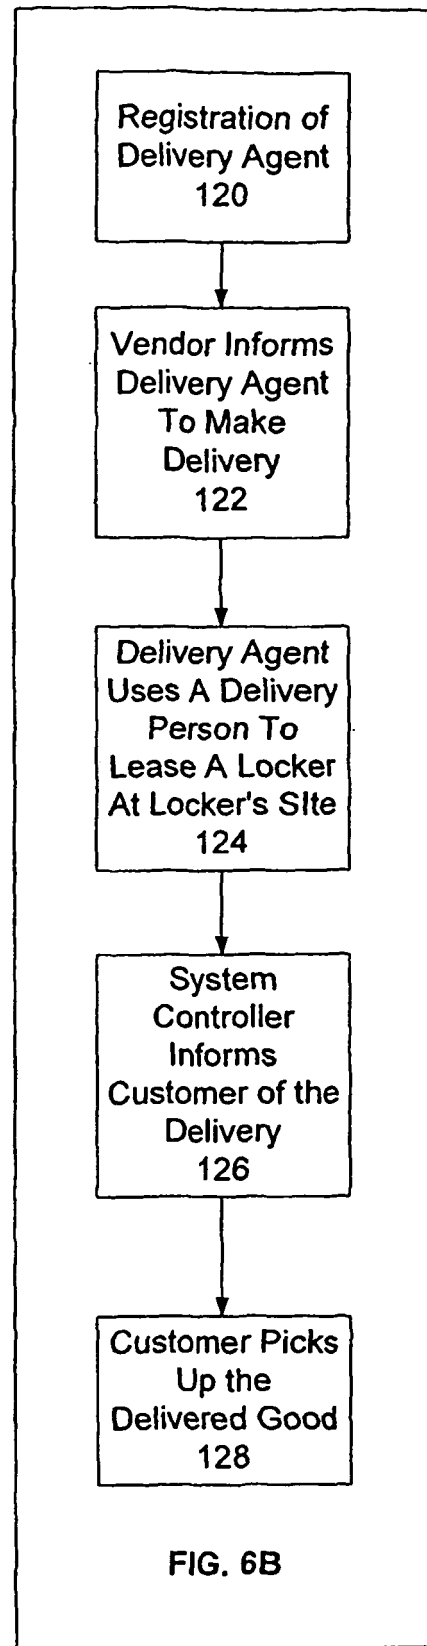 Registration of
Delivery Agent
120
Vendor Informs
Delivery Agent
To Make
Delivery
122
Delivery Agent
Uses A Delivery
Person To
Lease A Locker
At Locker's SIte
124
System
Controller
Informs
Customer of the
Delivery
126
Customer Picks
Up the
Delivered Good
128
FIG. 6B